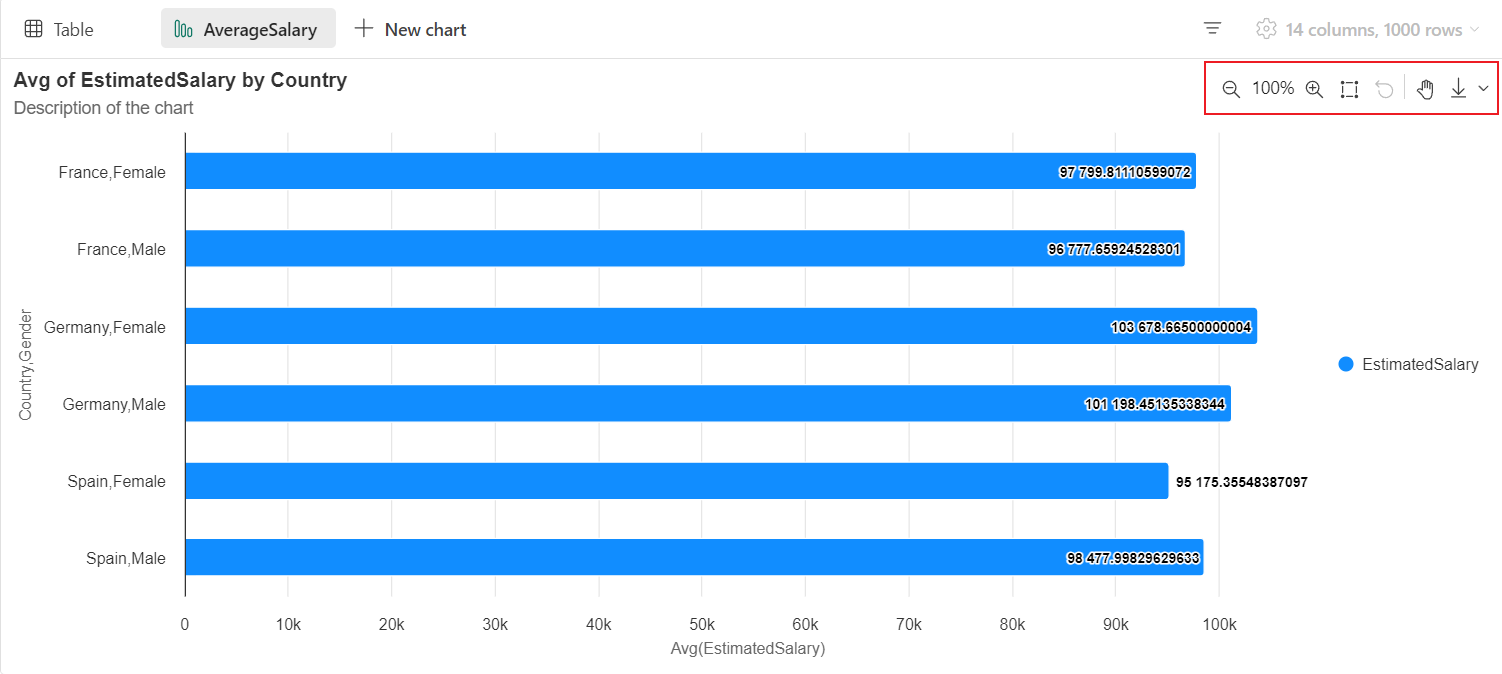 Table
AverageSalary
New chart
14 columns, 1000 rows
Avg of EstimatedSalary by Country
100%
Description of the chart
France,Female
97 799.81110599072
France,Male
96 777.65924528301
Germany,Female
103 678.66500000004
Germany,Male
101 198.45135338344
Spain,Female
95 175.35548387097
Spain,Male
98 477.99829629633
Country,Gender
EstimatedSalary
0 10k 20k 30k 40k 50k 60k 70k 80k 90k 100k
Avg(EstimatedSalary)